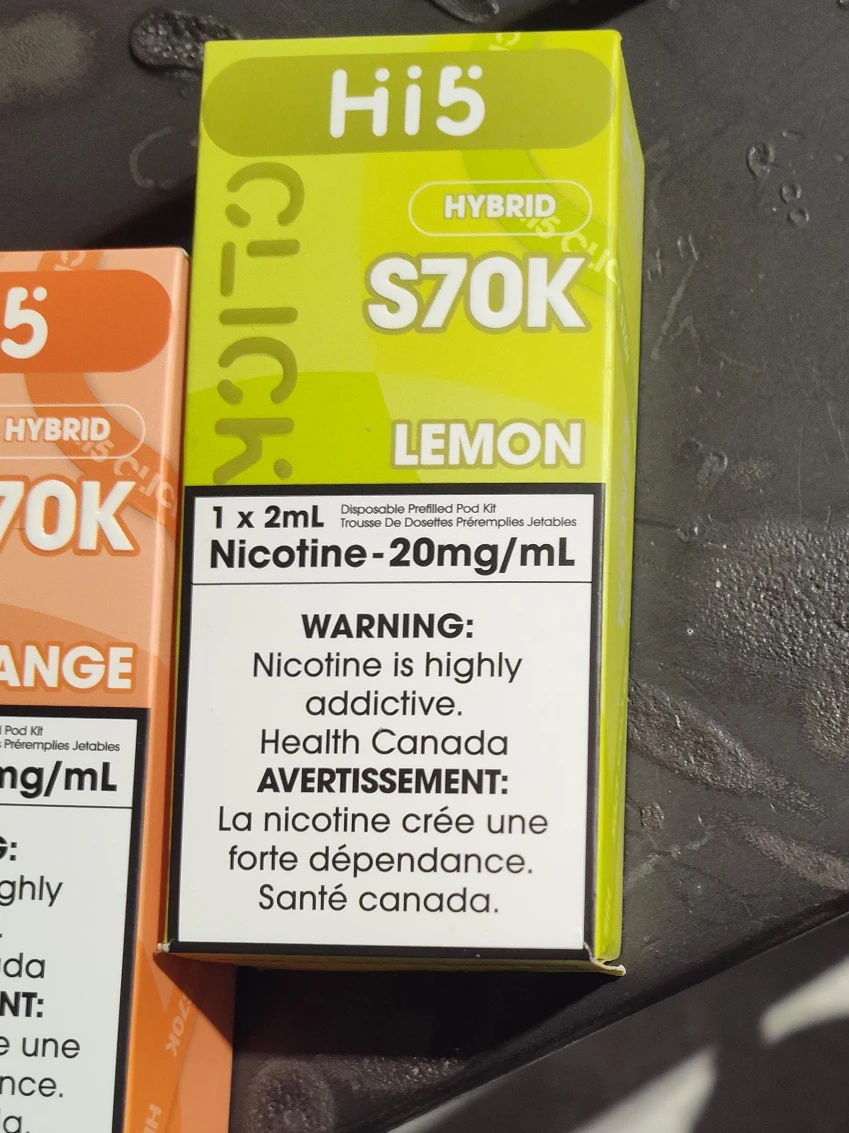 Hi5
CLICK
HYBRID
S70K
LEMON
1 x 2mL
Disposable Prefilled Pod Kit
Trousse De Dosettes Préremplies Jetables
Nicotine-20mg/mL
WARNING:
Nicotine is highly
addictive.
Health Canada
AVERTISSEMENT:
La nicotine crée une
forte dépendance.
Santé canada.
5
HYBRID
70K
ANGE
Pod Kit
Préremplies Jetables
mg/mL
G:
ghly
da
NT:
e une
nce.
da.
S70K